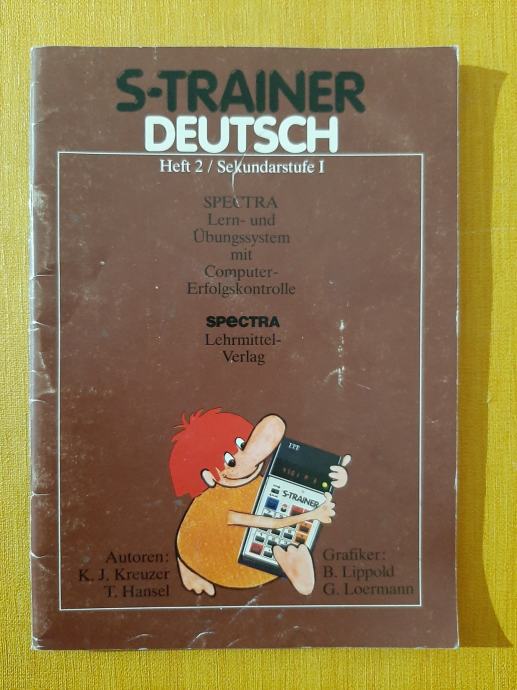 S-TRAINER
DEUTSCH
Heft 2 / Sekundarstufe I
SPECTRA
Lern- und
Übungssystem
mit
Computer-
Erfolgskontrolle
SPeCTRA
Lehrmittel-
Verlag
ITT
S-TRAINER
Autoren:
K. J. Kreuzer
T. Hansel
Grafiker:
B. Lippold
G. Loermann